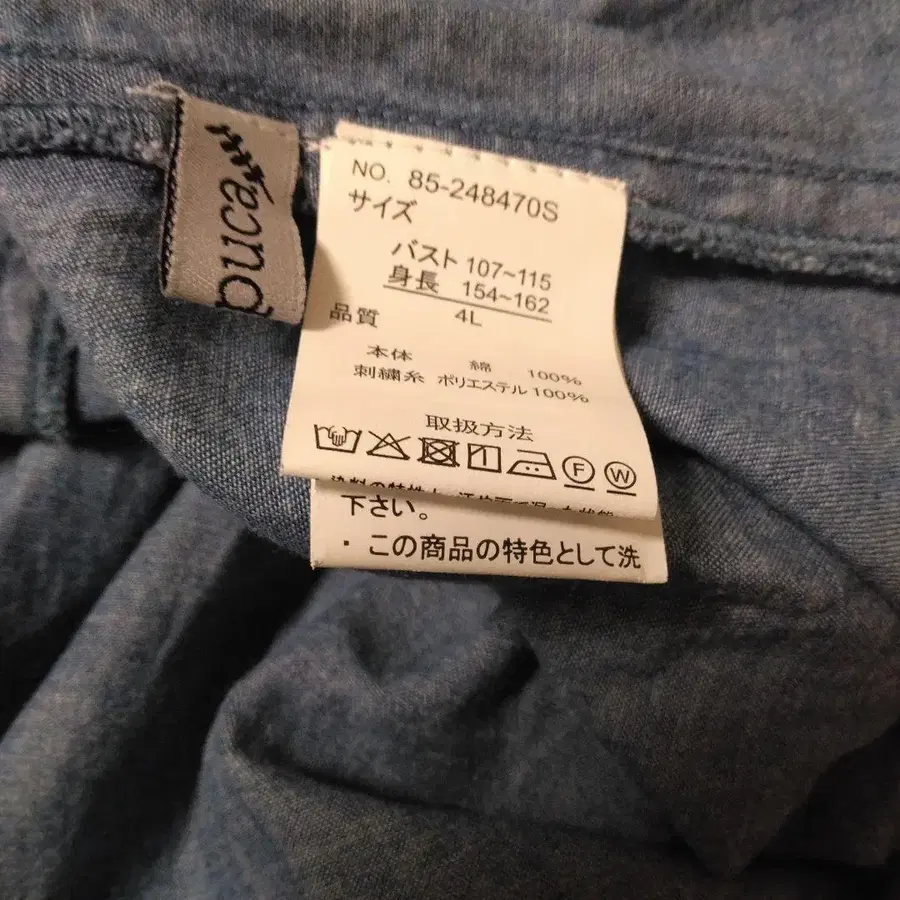 puca
NO. 85-248470S
サイズ
バスト 107~115
身長 154~162
4L
品質
本体 綿 100%
刺繍糸 ポリエステル 100%
取扱方法
F W
下さい。
・この商品の特色として洗